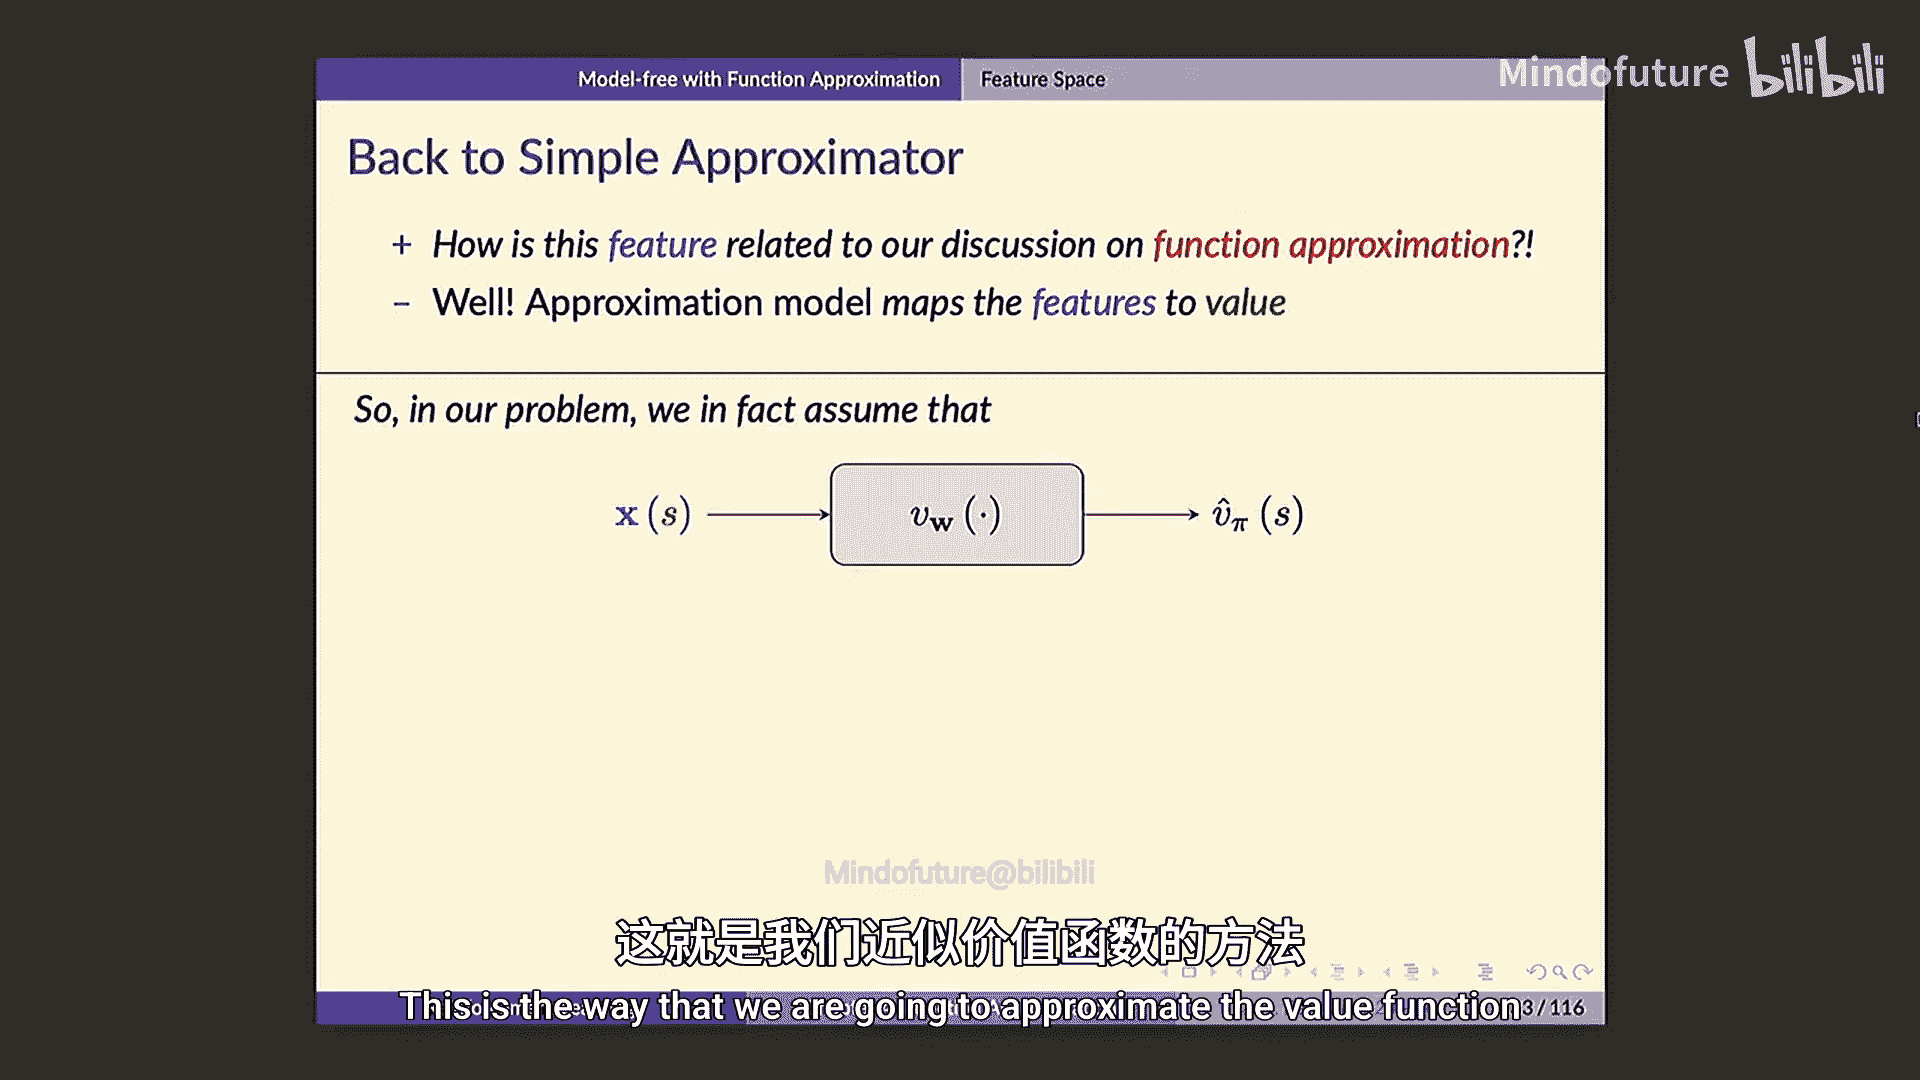 Model-free with Function Approximation Feature Space
Mindofuture bilibili
Back to Simple Approximator
+ How is this feature related to our discussion on function approximation?!
– Well! Approximation model maps the features to value
So, in our problem, we in fact assume that
x (s) v_w (·) v̂_π (s)
Mindofuture@bilibili
这就是我们近似价值函数的方法
This is the way that we are going to approximate the value function
3 / 116